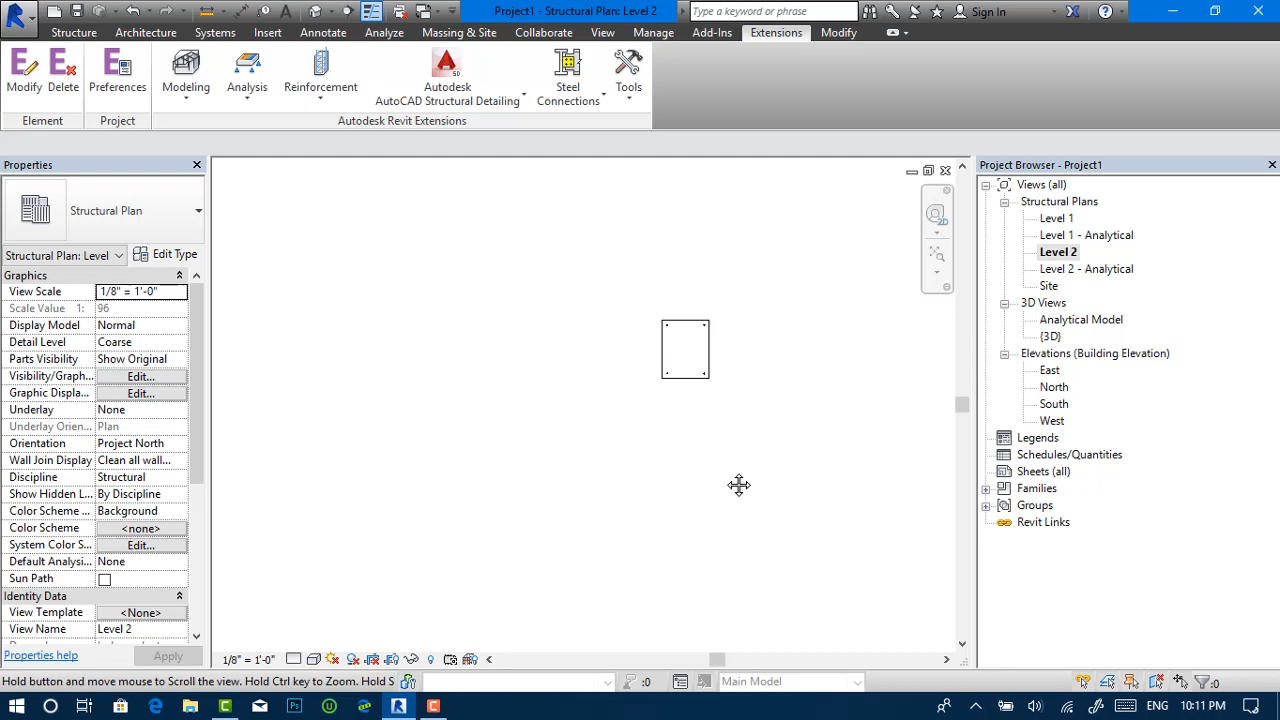 Project1 - Structural Plan: Level 2
Type a keyword or phrase
Sign In
Structure
Architecture
Systems
Insert
Annotate
Analyze
Massing & Site
Collaborate
View
Manage
Add-Ins
Extensions
Modify
Modify
Delete
Preferences
Modeling
Analysis
Reinforcement
Autodesk
AutoCAD Structural Detailing
Steel
Connections
Tools
Element
Project
Autodesk Revit Extensions
Properties
Structural Plan
Structural Plan: Level
Edit Type
Graphics
View Scale 1/8" = 1'-0"
Scale Value 1: 96
Display Model Normal
Detail Level Coarse
Parts Visibility Show Original
Visibility/Graph... Edit...
Graphic Displa... Edit...
Underlay None
Underlay Orien... Plan
Orientation Project North
Wall Join Display Clean all wall...
Discipline Structural
Show Hidden L... By Discipline
Color Scheme ... Background
Color Scheme <none>
System Color S... Edit...
Default Analysi... None
Sun Path
Identity Data
View Template <None>
View Name Level 2
Properties help
Apply
2D
Project Browser - Project1
Views (all)
Structural Plans
Level 1
Level 1 - Analytical
Level 2
Level 2 - Analytical
Site
3D Views
Analytical Model
{3D}
Elevations (Building Elevation)
East
North
South
West
Legends
Schedules/Quantities
Sheets (all)
Families
Groups
Revit Links
1/8" = 1'-0"
Hold button and move mouse to Scroll the view. Hold Ctrl key to Zoom. Hold S
:0
Main Model
:0
ENG
10:11 PM